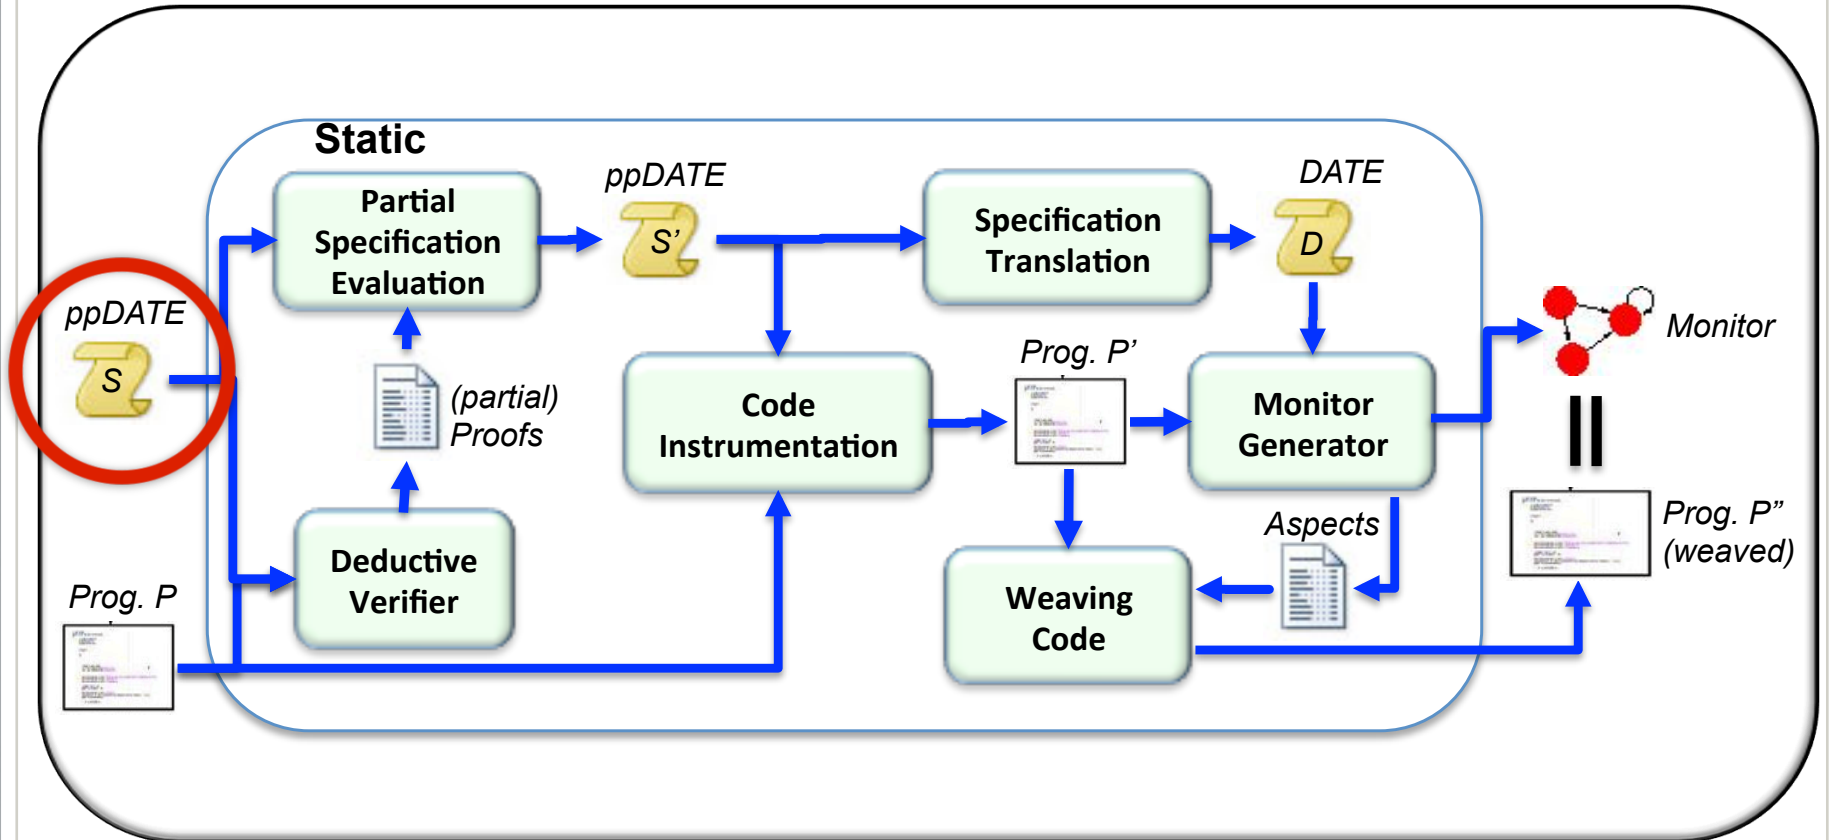 Static
Partial
Specification
Evaluation
ppDATE
S'
Specification
Translation
DATE
D
ppDATE
S
(partial)
Proofs
Code
Instrumentation
Prog. P'
Monitor
Generator
Monitor
Deductive
Verifier
Aspects
Weaving
Code
Prog. P"
(weaved)
Prog. P